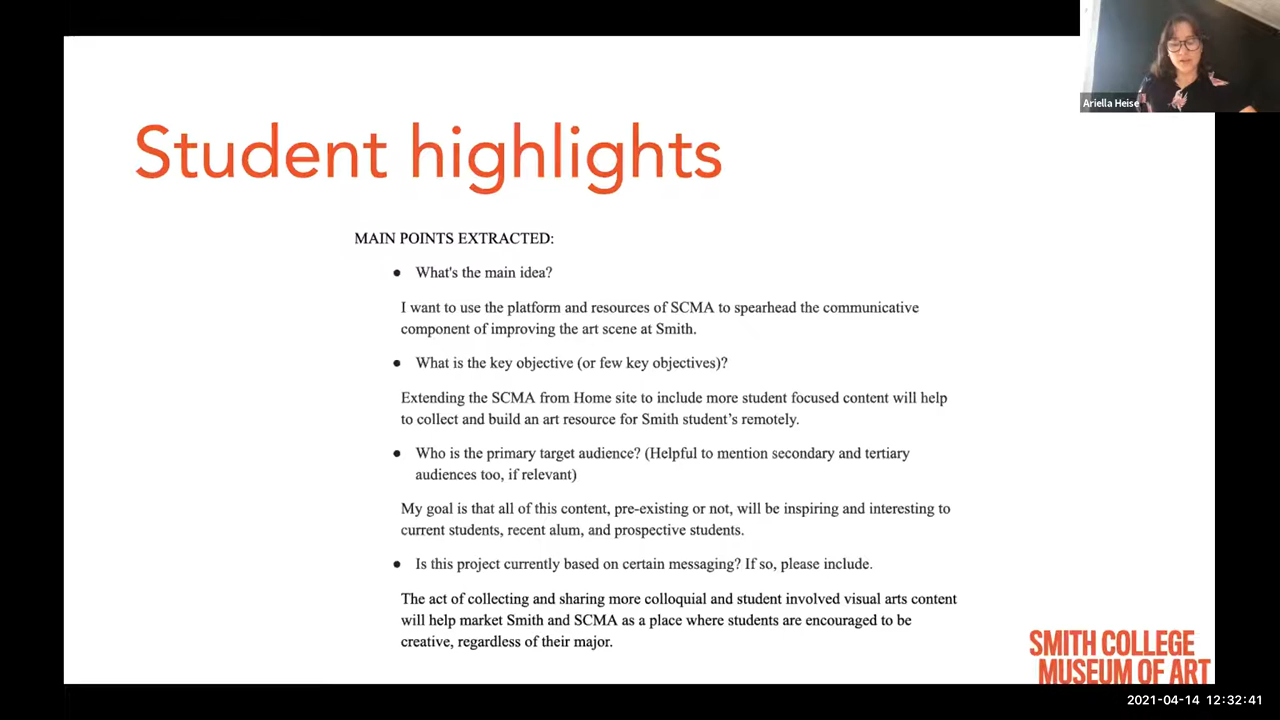 Ariella Heise
Student highlights
MAIN POINTS EXTRACTED:
● What's the main idea?
I want to use the platform and resources of SCMA to spearhead the communicative
component of improving the art scene at Smith.
● What is the key objective (or few key objectives)?
Extending the SCMA from Home site to include more student focused content will help
to collect and build an art resource for Smith student’s remotely.
● Who is the primary target audience? (Helpful to mention secondary and tertiary
audiences too, if relevant)
My goal is that all of this content, pre-existing or not, will be inspiring and interesting to
current students, recent alum, and prospective students.
● Is this project currently based on certain messaging? If so, please include.
The act of collecting and sharing more colloquial and student involved visual arts content
will help market Smith and SCMA as a place where students are encouraged to be
creative, regardless of their major.
SMITH COLLEGE
MUSEUM OF ART
2021-04-14 12:32:41